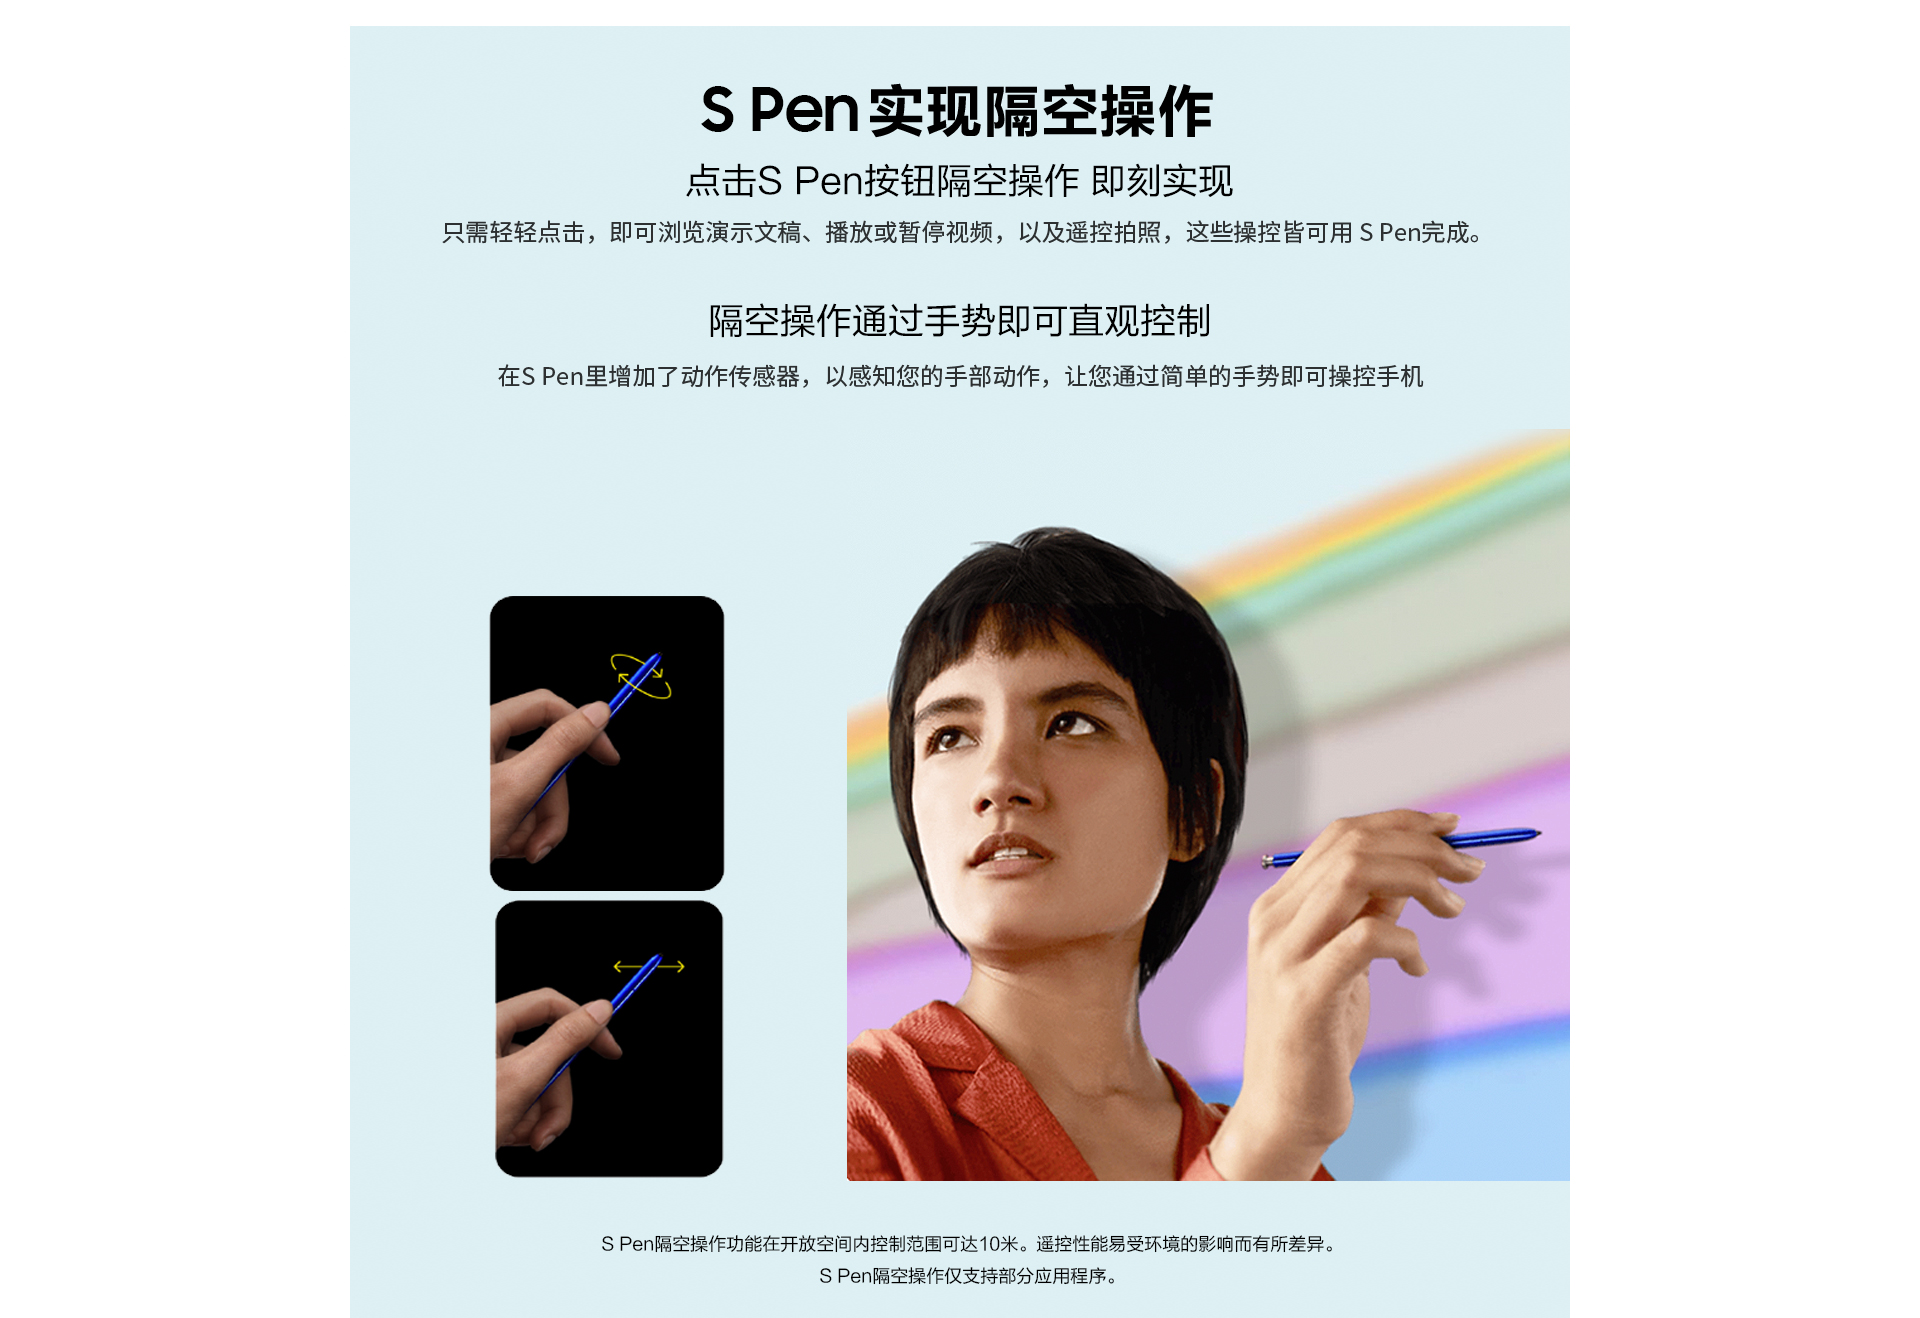 S Pen实现隔空操作
点击S Pen按钮隔空操作 即刻实现
只需轻轻点击，即可浏览演示文稿、播放或暂停视频，以及遥控拍照，这些操控皆可用 S Pen完成。
隔空操作通过手势即可直观控制
在S Pen里增加了动作传感器，以感知您的手部动作，让您通过简单的手势即可操控手机
S Pen隔空操作功能在开放空间内控制范围可达10米。遥控性能易受环境的影响而有所差异。
S Pen隔空操作仅支持部分应用程序。